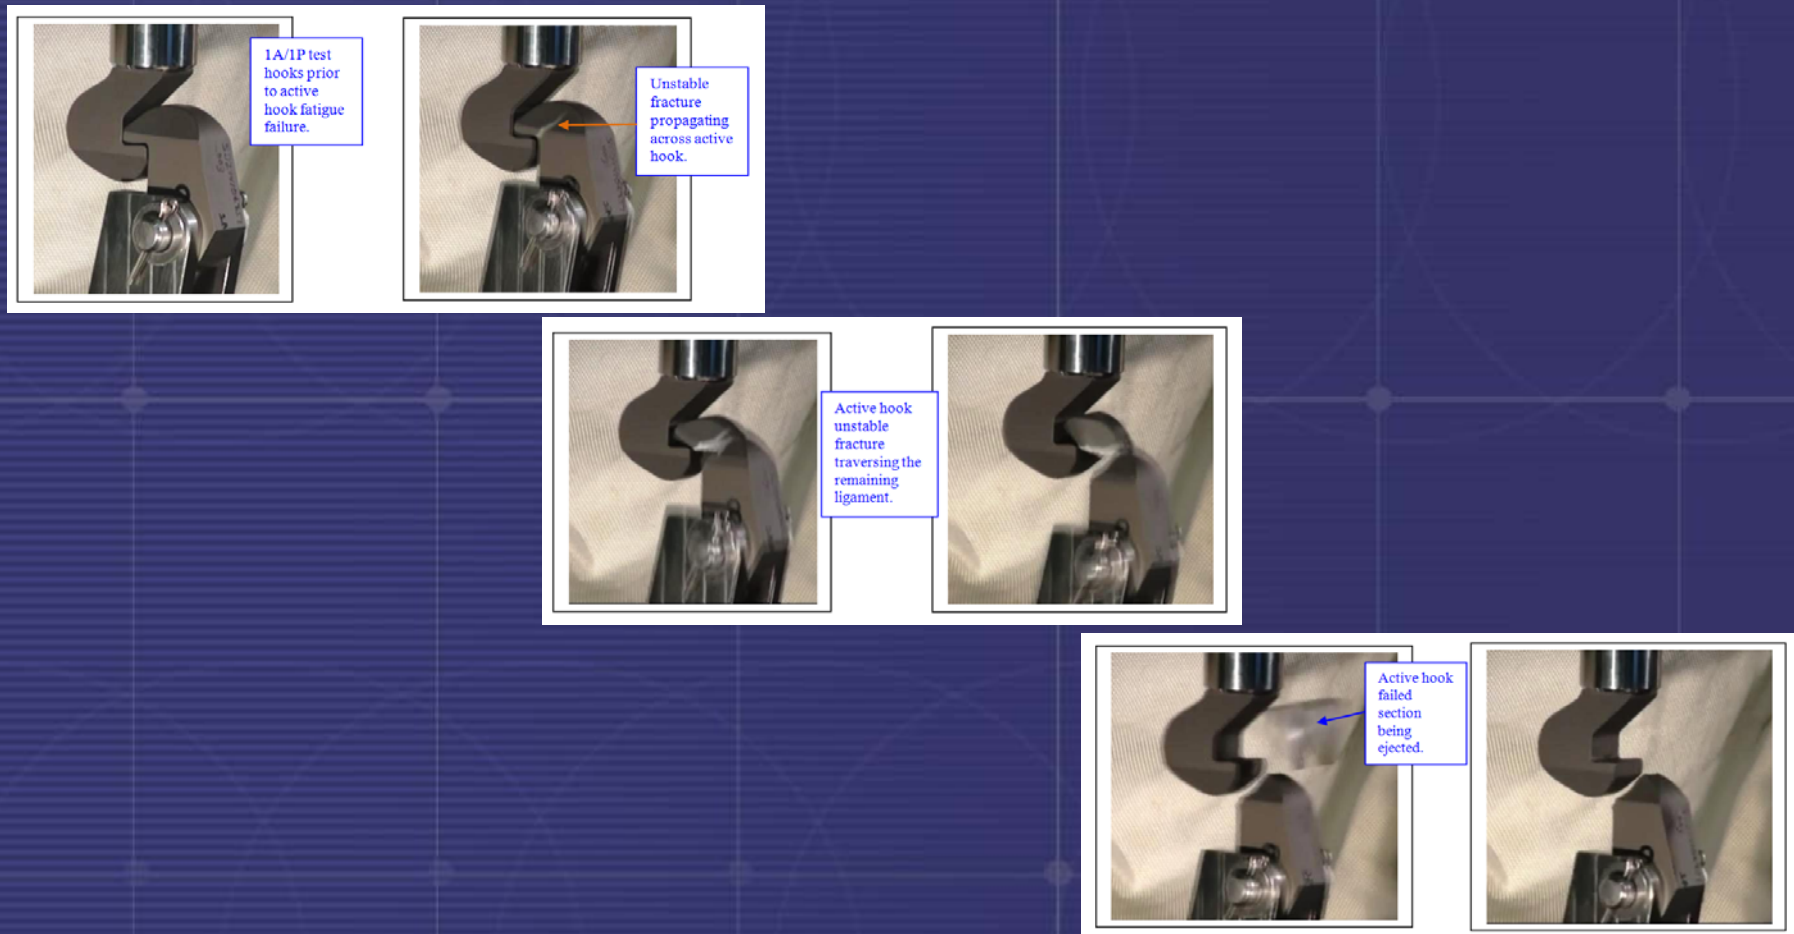 1A/1P test
hooks prior
to active
hook fatigue
failure.
Unstable
fracture
propagating
across active
hook.
Active hook
unstable
fracture
traversing the
remaining
ligament.
Active hook
failed
section
being
ejected.